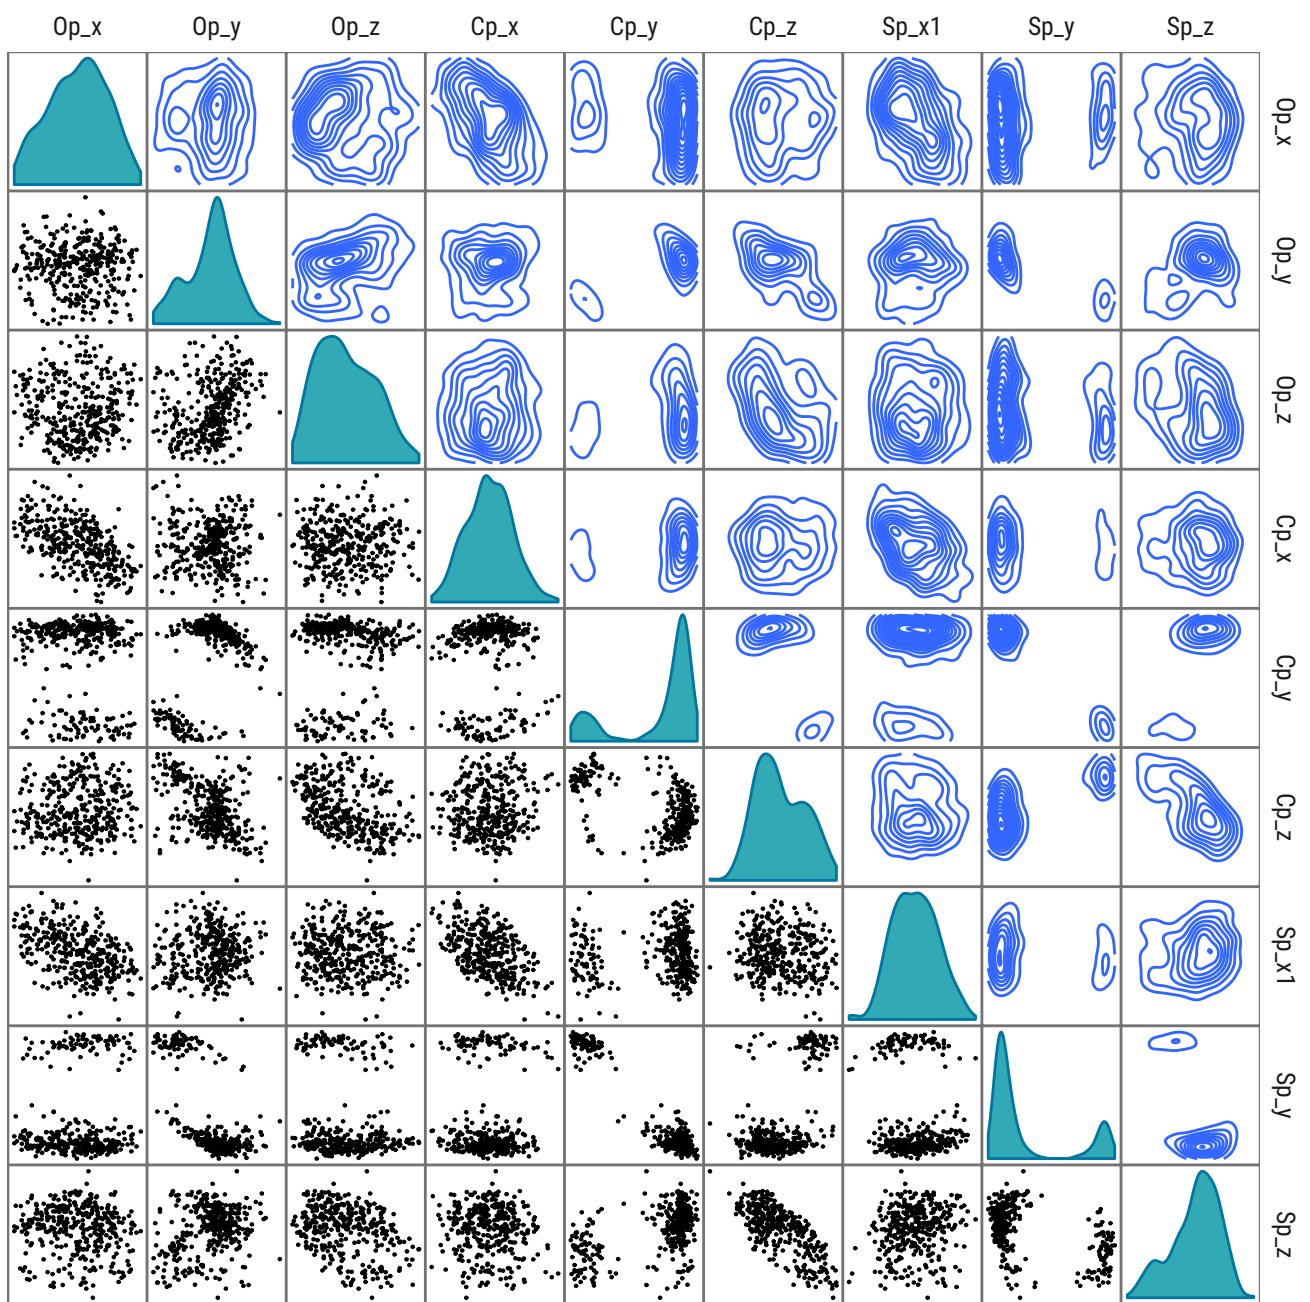 Op_x Op_y Op_z Cp_x Cp_y Cp_z Sp_x1 Sp_y Sp_z
Op_x
Op_y
Op_z
Cp_x
Cp_y
Cp_z
Sp_x1
Sp_y
Sp_z